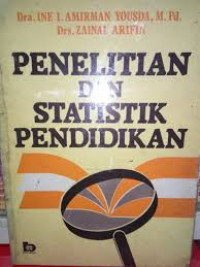 Dra. INE I. AMIRMAN YOUSDA, M. Pd.
Drs. ZAINAL ARIFIN
PENELITIAN
DAN
STATISTIK
PENDIDIKAN